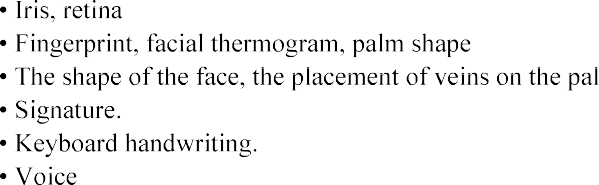 • Iris, retina
• Fingerprint, facial thermogram, palm shape
• The shape of the face, the placement of veins on the pal
• Signature.
• Keyboard handwriting.
• Voice